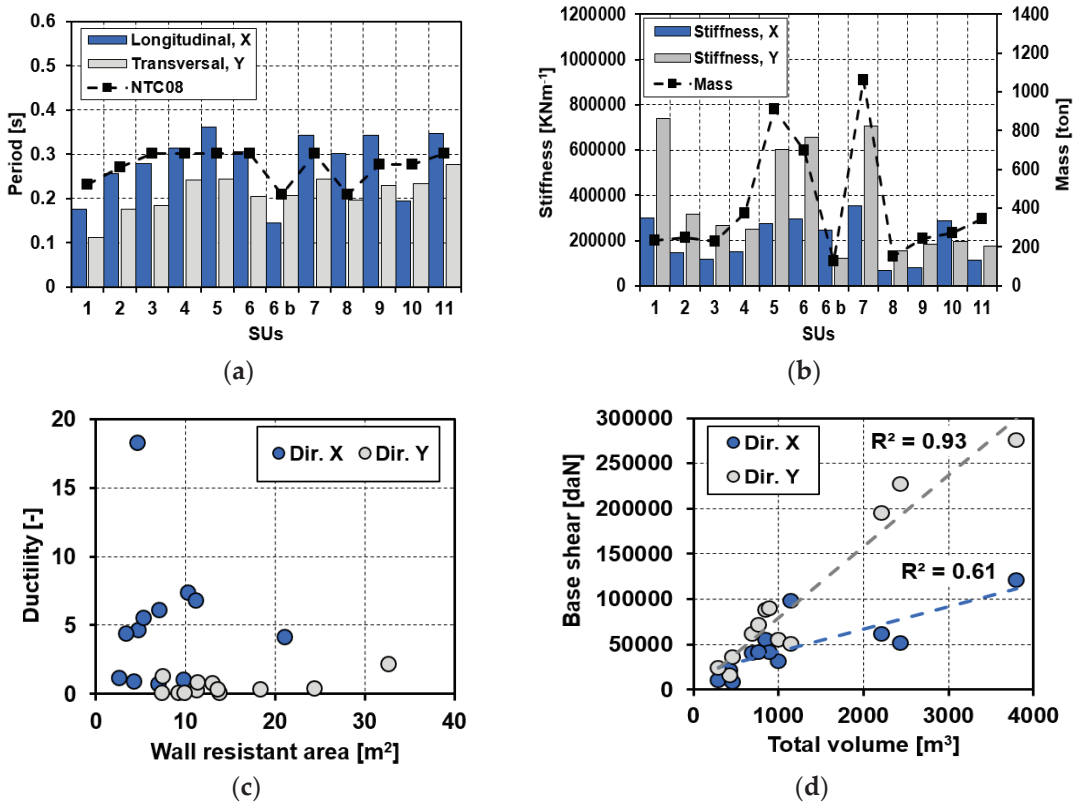 0.6
0.5
0.4
0.3
0.2
0.1
0
Period [s]
Longitudinal, X
Transversal, Y
NTC08
1 2 3 4 5 6 6 b 7 8 9 10 11
SUs
(a)
1200000
1000000
800000
600000
400000
200000
0
Stiffness [KNm-1]
Stiffness, X
Stiffness, Y
Mass
1400
1200
1000
800
600
400
200
0
Mass [ton]
1 2 3 4 5 6 6 b 7 8 9 10 11
SUs
(b)
20
15
10
5
0
Ductility [-]
Dir. X Dir. Y
0 10 20 30 40
Wall resistant area [m2]
(c)
300000
250000
200000
150000
100000
50000
0
Base shear [daN]
Dir. X
Dir. Y
R² = 0.93
R² = 0.61
0 1000 2000 3000 4000
Total volume [m3]
(d)